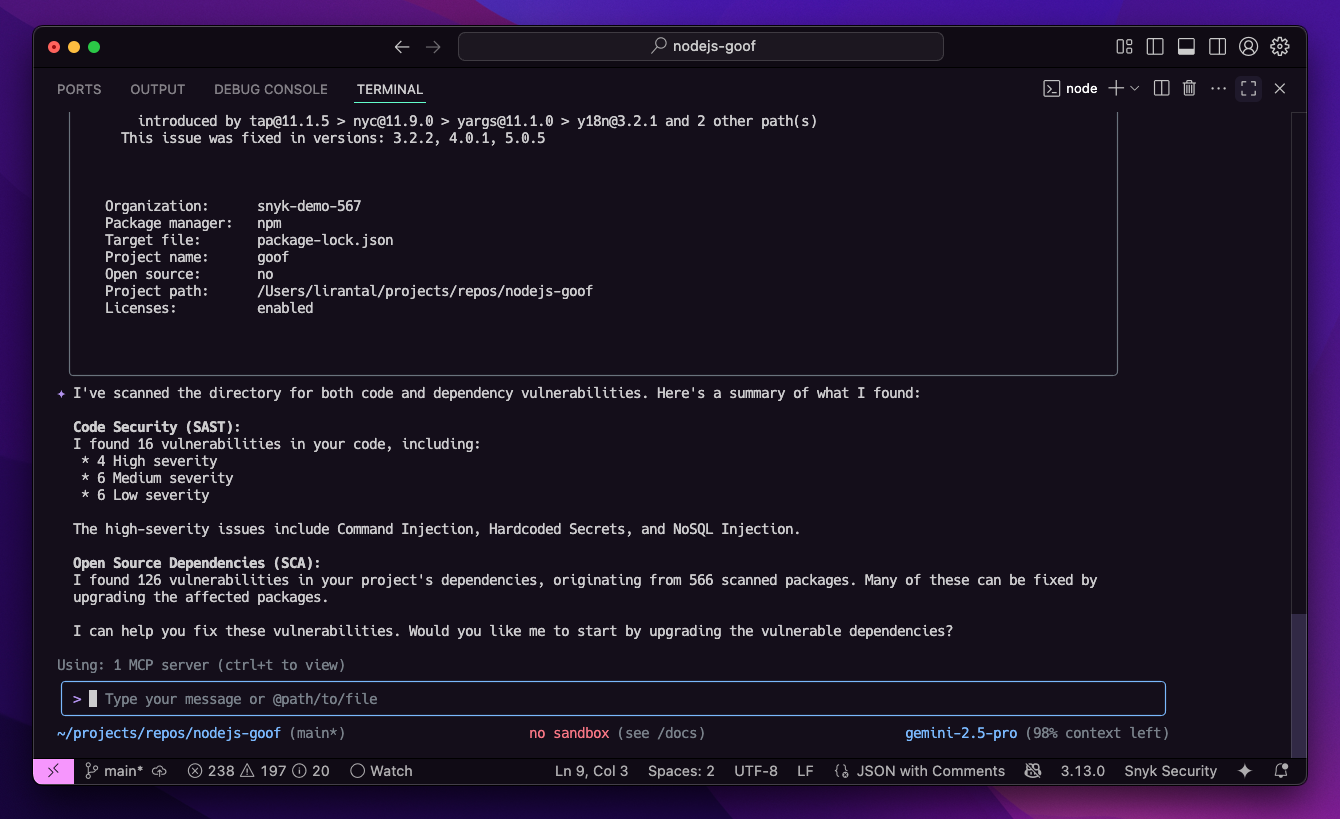 nodejs-goof
PORTS OUTPUT DEBUG CONSOLE TERMINAL node
introduced by tap@11.1.5 > nyc@11.9.0 > yargs@11.1.0 > y18n@3.2.1 and 2 other path(s)
This issue was fixed in versions: 3.2.2, 4.0.1, 5.0.5
Organization: snyk-demo-567
Package manager: npm
Target file: package-lock.json
Project name: goof
Open source: no
Project path: /Users/lirantal/projects/repos/nodejs-goof
Licenses: enabled
✦ I've scanned the directory for both code and dependency vulnerabilities. Here's a summary of what I found:
Code Security (SAST):
I found 16 vulnerabilities in your code, including:
* 4 High severity
* 6 Medium severity
* 6 Low severity
The high-severity issues include Command Injection, Hardcoded Secrets, and NoSQL Injection.
Open Source Dependencies (SCA):
I found 126 vulnerabilities in your project's dependencies, originating from 566 scanned packages. Many of these can be fixed by
upgrading the affected packages.
I can help you fix these vulnerabilities. Would you like me to start by upgrading the vulnerable dependencies?
Using: 1 MCP server (ctrl+t to view)
> Type your message or @path/to/file
~/projects/repos/nodejs-goof (main*) no sandbox (see /docs) gemini-2.5-pro (98% context left)
main* 238 197 20 Watch Ln 9, Col 3 Spaces: 2 UTF-8 LF JSON with Comments 3.13.0 Snyk Security